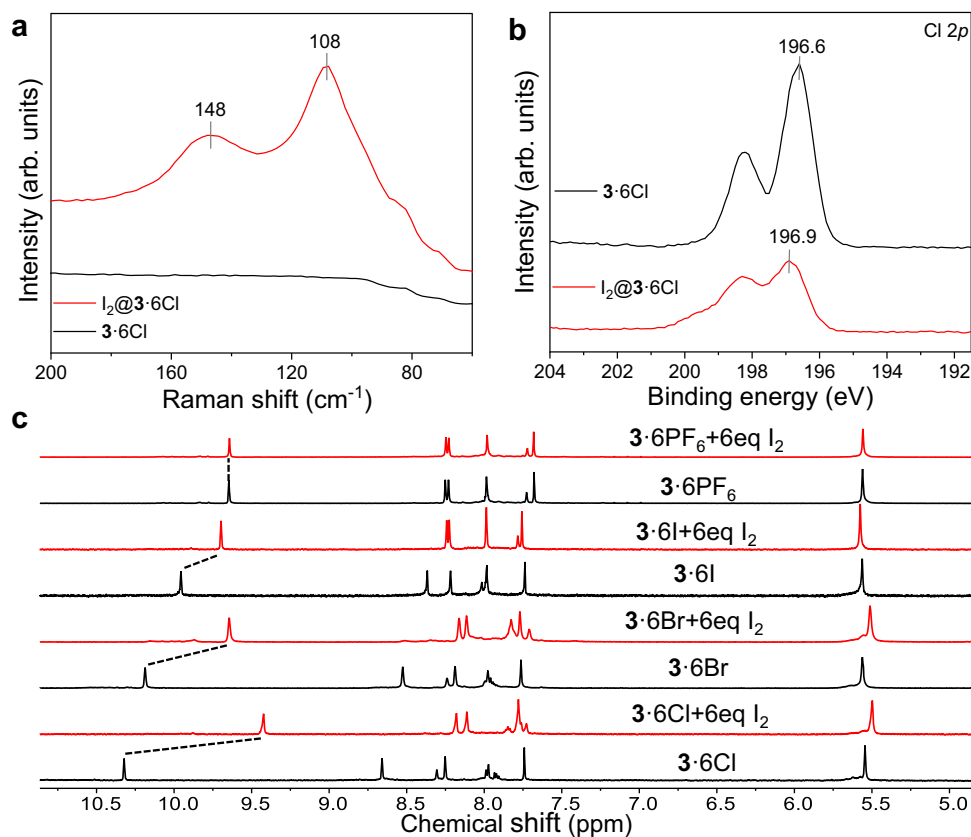 a
108
148
Intensity (arb. units)
I₂@3·6Cl
3·6Cl
200 160 120 80
Raman shift (cm⁻¹)
b
Cl 2p
196.6
3·6Cl
196.9
I₂@3·6Cl
Intensity (arb. units)
204 202 200 198 196 194 192
Binding energy (eV)
c
3·6PF₆+6eq I₂
3·6PF₆
3·6I+6eq I₂
3·6I
3·6Br+6eq I₂
3·6Br
3·6Cl+6eq I₂
3·6Cl
10.5 10.0 9.5 9.0 8.5 8.0 7.5 7.0 6.5 6.0 5.5 5.0
Chemical shift (ppm)